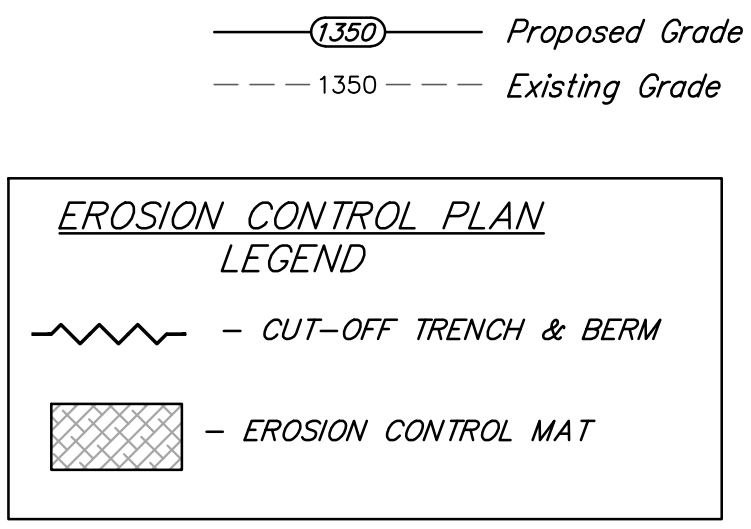 1350 Proposed Grade
1350 Existing Grade
EROSION CONTROL PLAN
LEGEND
- CUT-OFF TRENCH & BERM
- EROSION CONTROL MAT